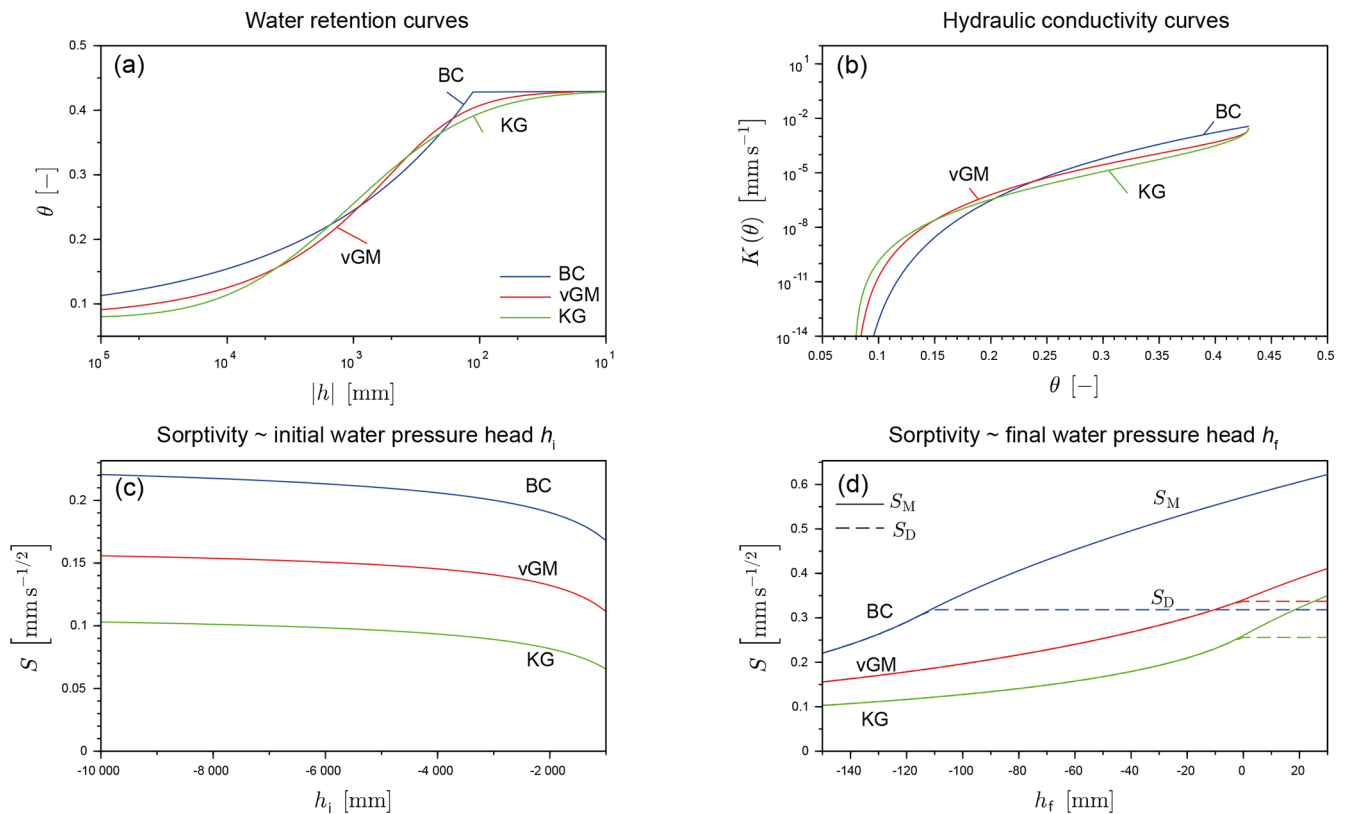 Water retention curves
(a)
0.5
0.4
0.3
0.2
0.1
θ [−]
BC
KG
vGM
BC
vGM
KG
10^5 10^4 10^3 10^2 10^1
|h| [mm]
Hydraulic conductivity curves
(b)
10^1
10^-2
10^-5
10^-8
10^-11
10^-14
K(θ) [mm s^−1]
BC
vGM
KG
0.05 0.1 0.15 0.2 0.25 0.3 0.35 0.4 0.45 0.5
θ [−]
Sorptivity ~ initial water pressure head h_i
(c)
0.2
0.15
0.1
0.05
0
S [mm s^−1/2]
BC
vGM
KG
-10 000 -8 000 -6 000 -4 000 -2 000
h_i [mm]
Sorptivity ~ final water pressure head h_f
(d)
0.6
0.5
0.4
0.3
0.2
0.1
0
S [mm s^−1/2]
S_M
S_D
S_M
S_D
BC
vGM
KG
-140 -120 -100 -80 -60 -40 -20 0 20
h_f [mm]